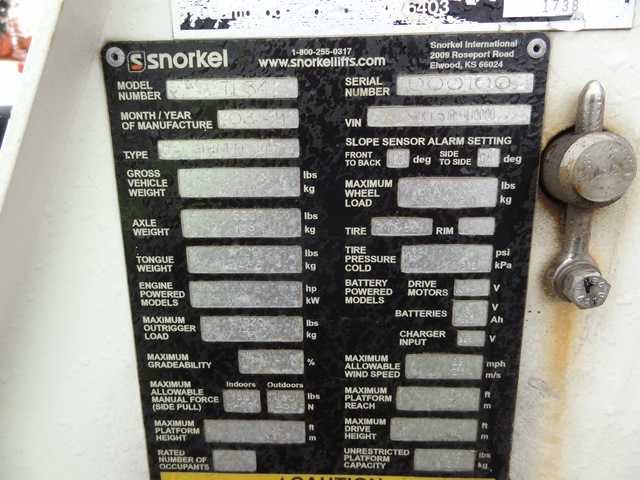 6403
1738
snorkel
1-800-255-0317
www.snorkellifts.com
Snorkel International
2009 Roseport Road
Elwood, KS 66024
MODEL NUMBER
SERIAL NUMBER
MONTH / YEAR OF MANUFACTURE
VIN
TYPE
SLOPE SENSOR ALARM SETTING
FRONT TO BACK deg SIDE TO SIDE deg
GROSS VEHICLE WEIGHT lbs kg
MAXIMUM WHEEL LOAD lbs kg
AXLE WEIGHT lbs kg
TIRE RIM
TONGUE WEIGHT lbs kg
TIRE PRESSURE COLD psi kPa
ENGINE POWERED MODELS hp kW
BATTERY POWERED MODELS
DRIVE MOTORS V
BATTERIES V Ah
CHARGER INPUT V
MAXIMUM OUTRIGGER LOAD lbs kg
MAXIMUM GRADEABILITY %
MAXIMUM ALLOWABLE WIND SPEED mph m/s
MAXIMUM ALLOWABLE MANUAL FORCE (SIDE PULL) Indoors Outdoors lbs N
MAXIMUM PLATFORM REACH ft m
MAXIMUM PLATFORM HEIGHT ft m
MAXIMUM DRIVE HEIGHT ft m
RATED NUMBER OF OCCUPANTS
UNRESTRICTED PLATFORM CAPACITY lbs kg
CAUTION